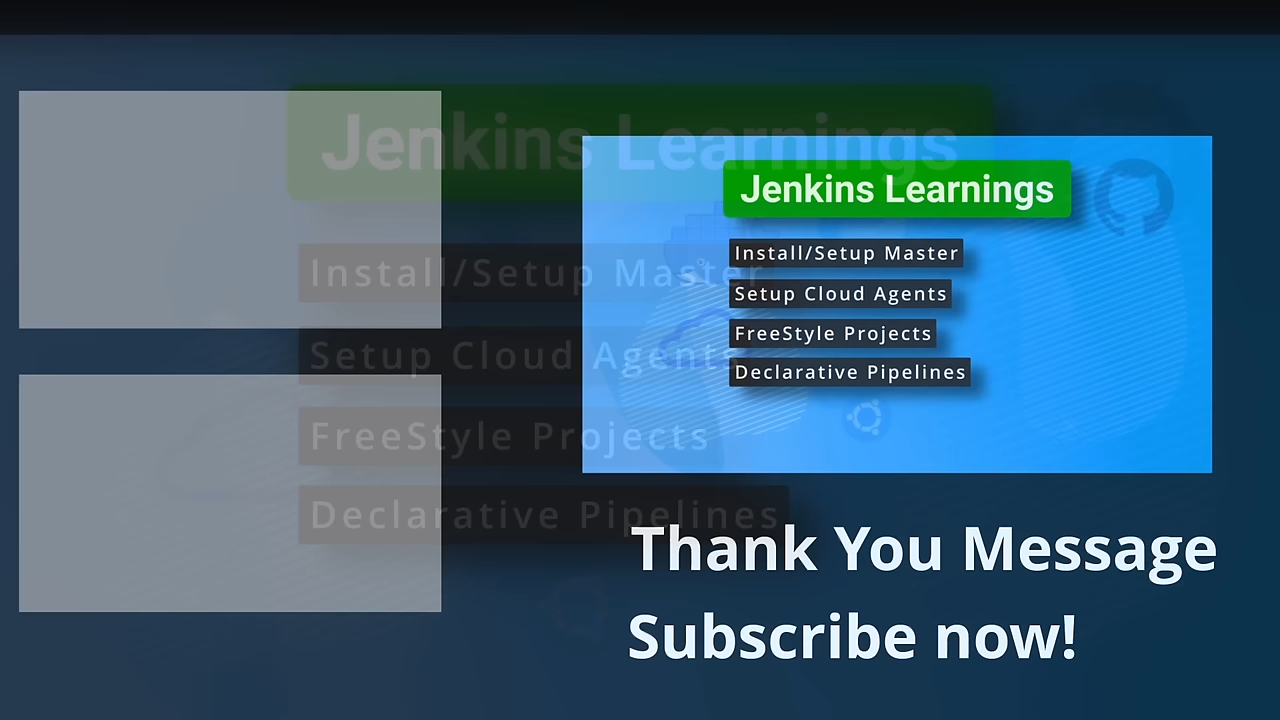 Jenkins Learnings
Install/Setup Master
Setup Cloud Agents
FreeStyle Projects
Declarative Pipelines
Jenkins Learnings
Install/Setup Master
Setup Cloud Agents
FreeStyle Projects
Declarative Pipelines
Thank You Message
Subscribe now!